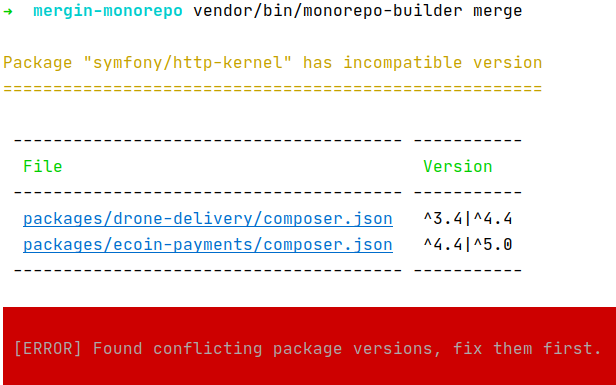 → mergin-monorepo vendor/bin/monorepo-builder merge
Package "symfony/http-kernel" has incompatible version
======================================================
--------------------------------------- -----------
File Version
--------------------------------------- -----------
packages/drone-delivery/composer.json ^3.4|^4.4
packages/ecoin-payments/composer.json ^4.4|^5.0
--------------------------------------- -----------
[ERROR] Found conflicting package versions, fix them first.